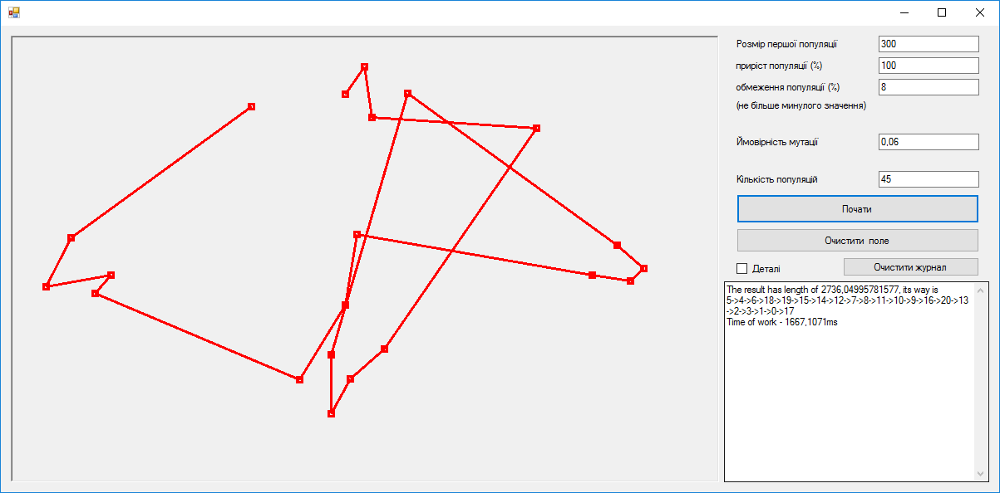 Розмір першої популяції
300
приріст популяції (%)
100
обмеження популяції (%)
8
(не більше минулого значення)
Ймовірність мутації
0,06
Кількість популяцій
45
Почати
Очистити поле
Деталі
Очистити журнал
The result has length of 2736,04995781577, its way is
5->4->6->18->19->15->14->12->7->8->11->10->9->16->20->13
->2->3->1->0->17
Time of work - 1667,1071ms